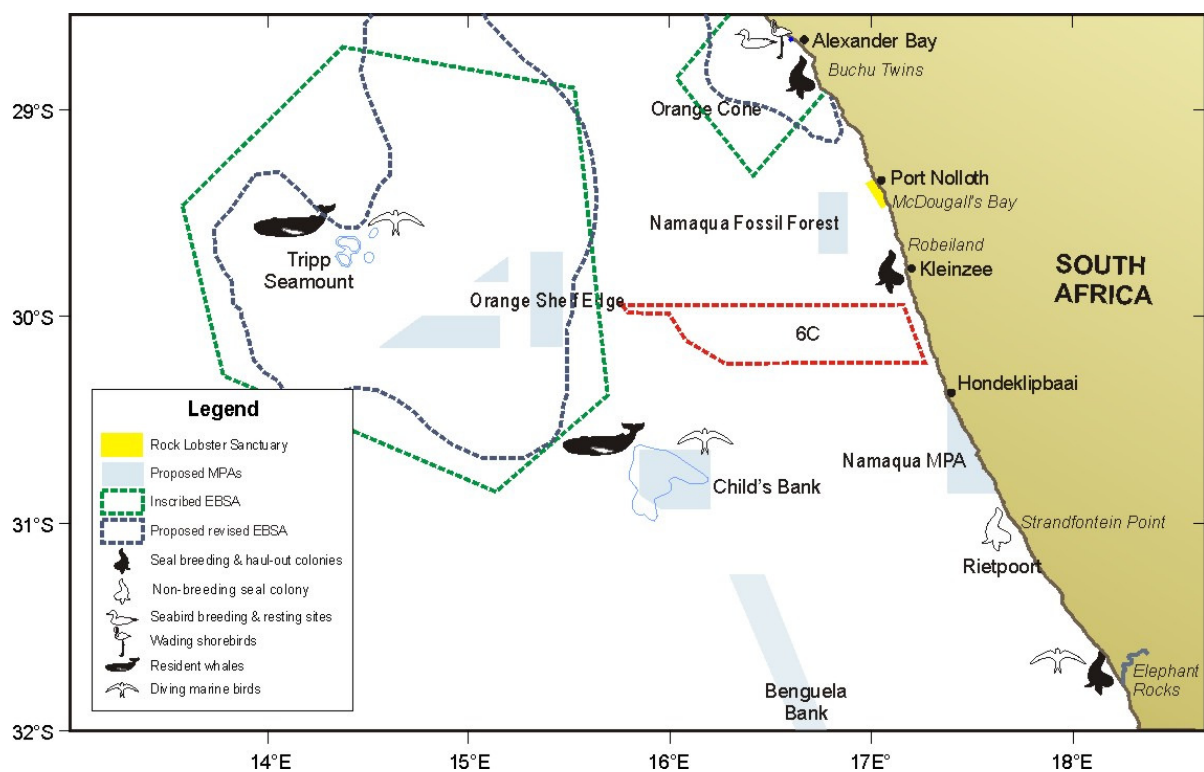 Alexander Bay
Buchu Twins
29°S
Orange Cone
Port Nolloth
McDougall's Bay
Namaqua Fossil Forest
Robeiland
Kleinzee
Tripp
Seamount
SOUTH
AFRICA
Orange Shelf Edge
30°S
6C
Hondeklipbaai
Legend
Rock Lobster Sanctuary
Proposed MPAs
Inscribed EBSA
Proposed revised EBSA
Seal breeding & haul-out colonies
Non-breeding seal colony
Seabird breeding & resting sites
Wading shorebirds
Resident whales
Diving marine birds
Namaqua MPA
Child's Bank
31°S
Strandfontein Point
Rietpoort
Elephant
Rocks
Benguela
Bank
32°S
14°E
15°E
16°E
17°E
18°E